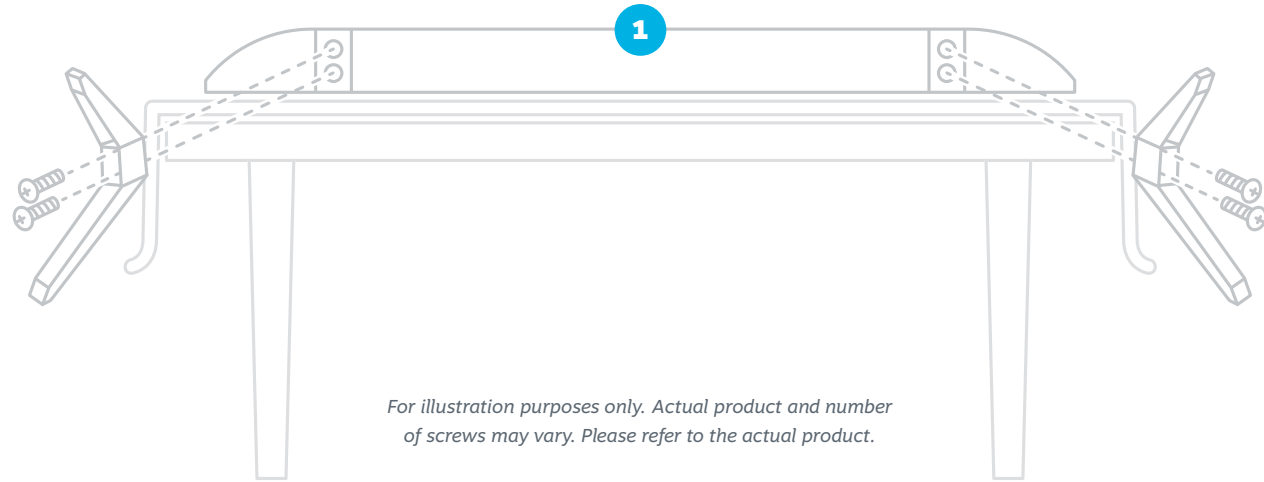 1
For illustration purposes only. Actual product and number
of screws may vary. Please refer to the actual product.